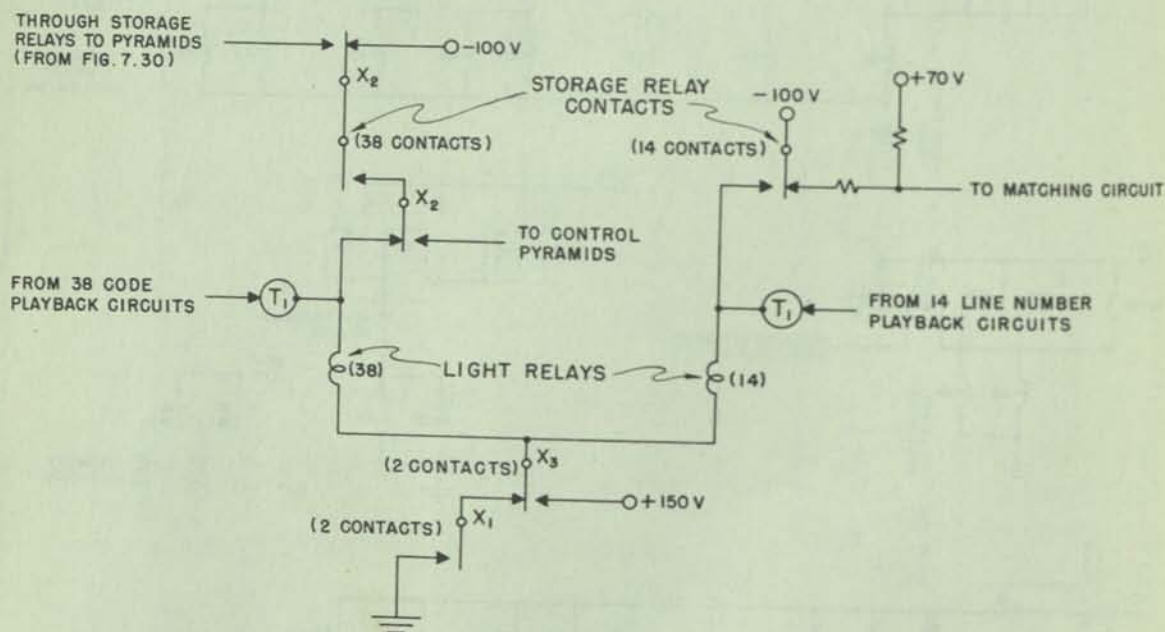 THROUGH STORAGE
RELAYS TO PYRAMIDS
(FROM FIG. 7.30)
-100 V
X2
STORAGE RELAY
CONTACTS
(38 CONTACTS)
-100 V
+70 V
(14 CONTACTS)
TO MATCHING CIRCUIT
X2
TO CONTROL
PYRAMIDS
FROM 38 CODE
PLAYBACK CIRCUITS
T1
T1
FROM 14 LINE NUMBER
PLAYBACK CIRCUITS
(38)
LIGHT RELAYS
(14)
(2 CONTACTS)
X3
+150 V
(2 CONTACTS)
X1